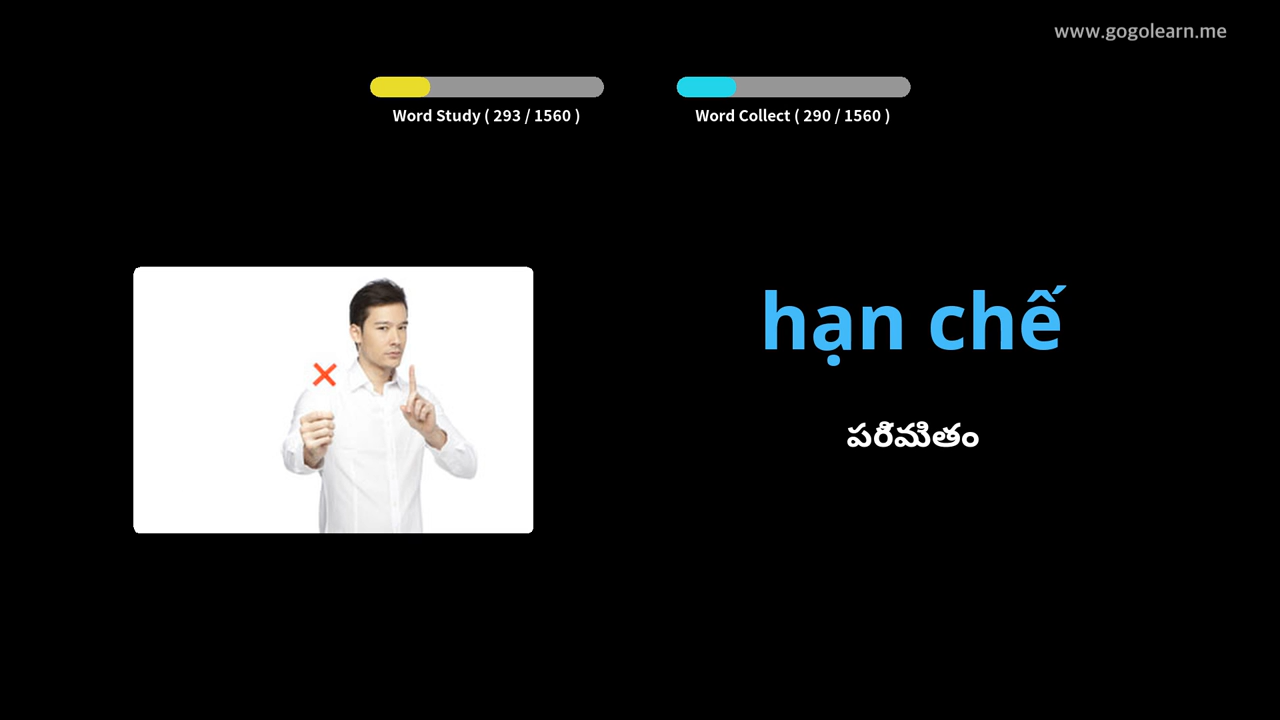 www.gogolearn.me
Word Study ( 293 / 1560 )
Word Collect ( 290 / 1560 )
hạn chế
పరిమితం